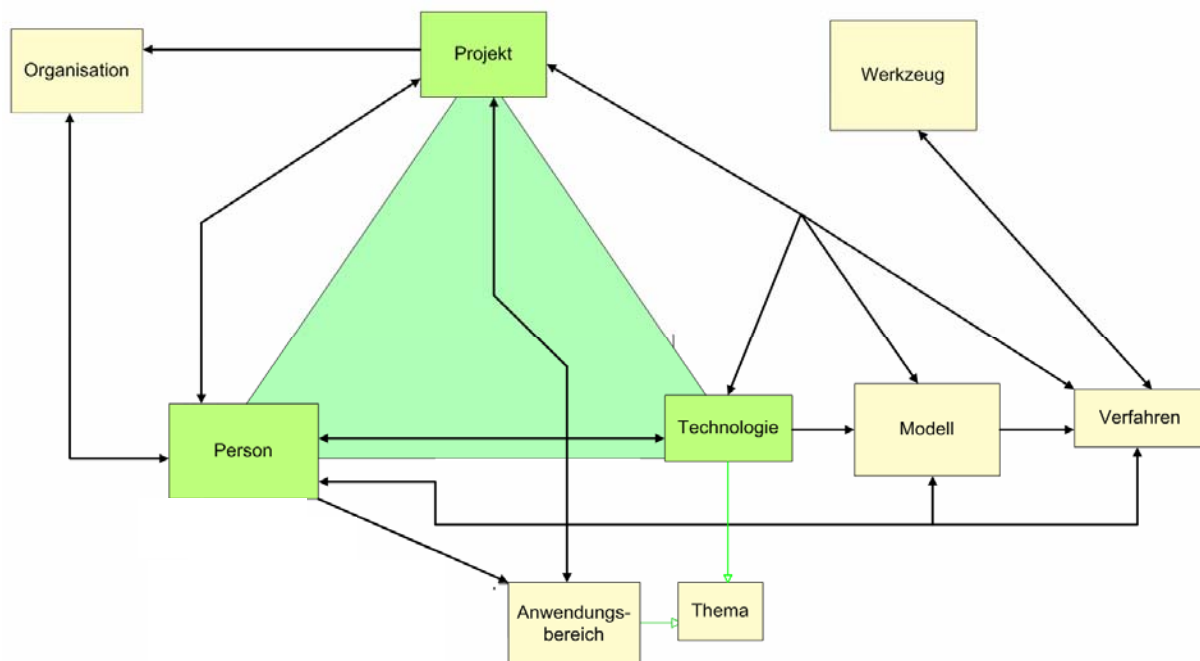 Projekt
Organisation
Werkzeug
Person
Technologie
Modell
Verfahren
Anwendungs-
bereich
Thema